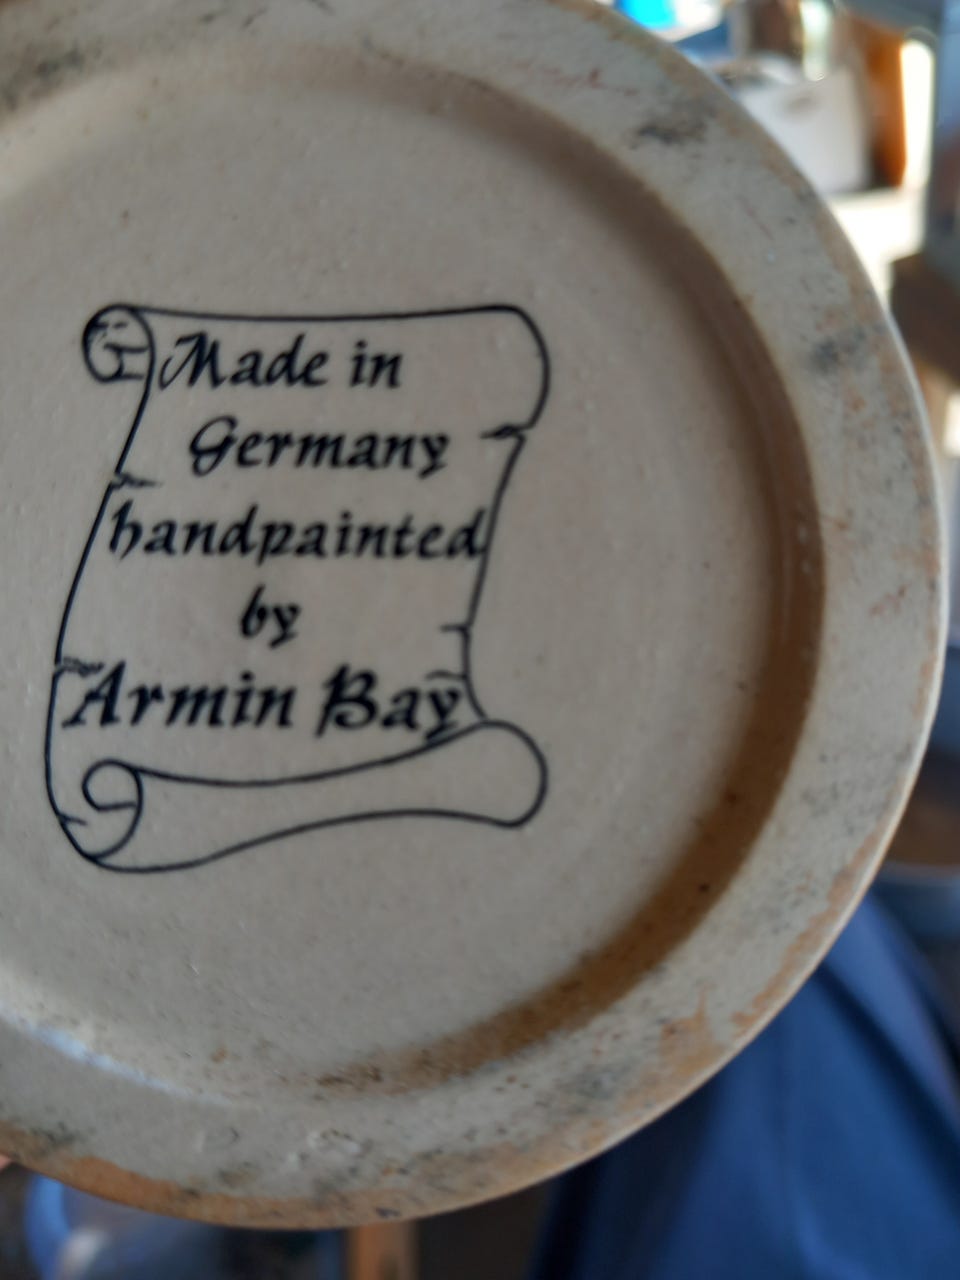 Made in
Germany
handpainted
by
Armin Bay